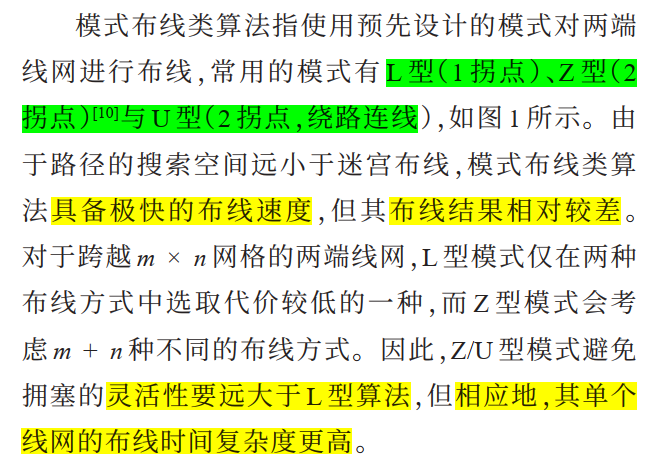 模式布线类算法指使用预先设计的模式对两端
线网进行布线,常用的模式有L型(1拐点)、Z型(2
拐点)[10]与U型(2拐点,绕路连线),如图1所示。由
于路径的搜索空间远小于迷宫布线,模式布线类算
法具备极快的布线速度,但其布线结果相对较差。
对于跨越m × n网格的两端线网,L型模式仅在两种
布线方式中选取代价较低的一种,而Z型模式会考
虑m + n种不同的布线方式。因此,Z/U型模式避免
拥塞的灵活性要远大于L型算法,但相应地,其单个
线网的布线时间复杂度更高。